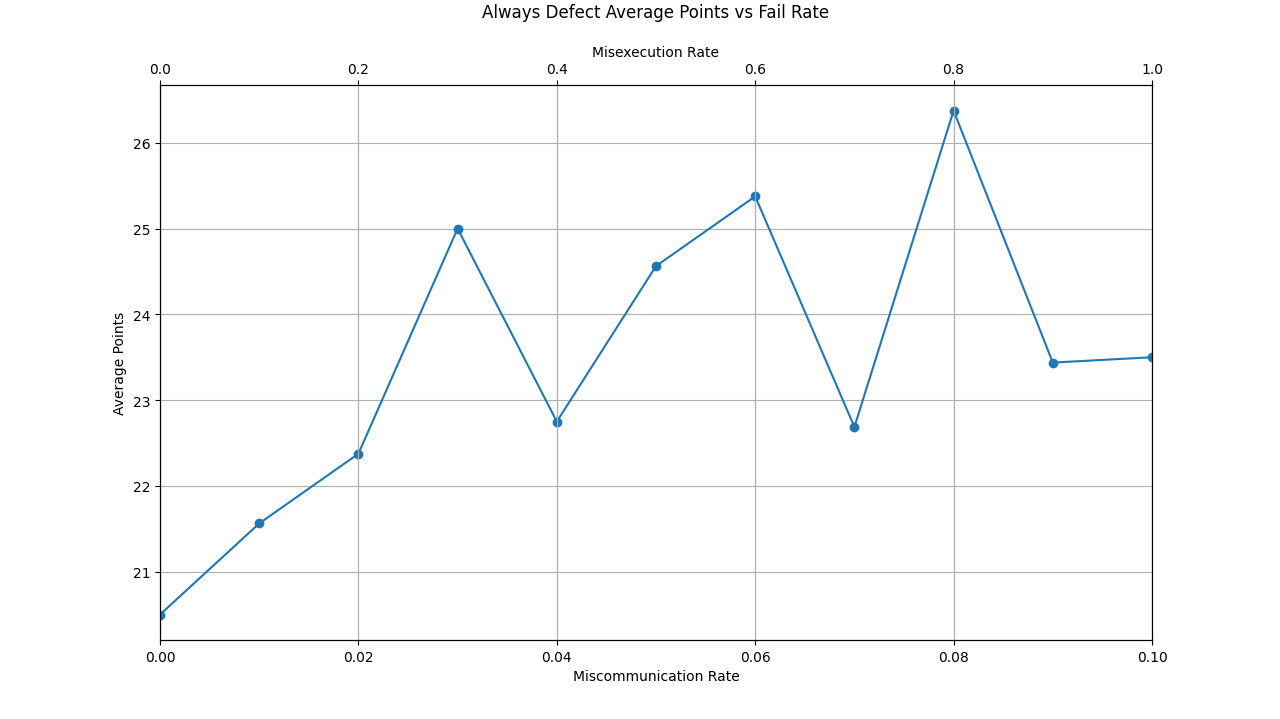 Always Defect Average Points vs Fail Rate
Misexecution Rate
0.0 0.2 0.4 0.6 0.8 1.0
26
25
24
23
22
21
Average Points
0.00 0.02 0.04 0.06 0.08 0.10
Miscommunication Rate